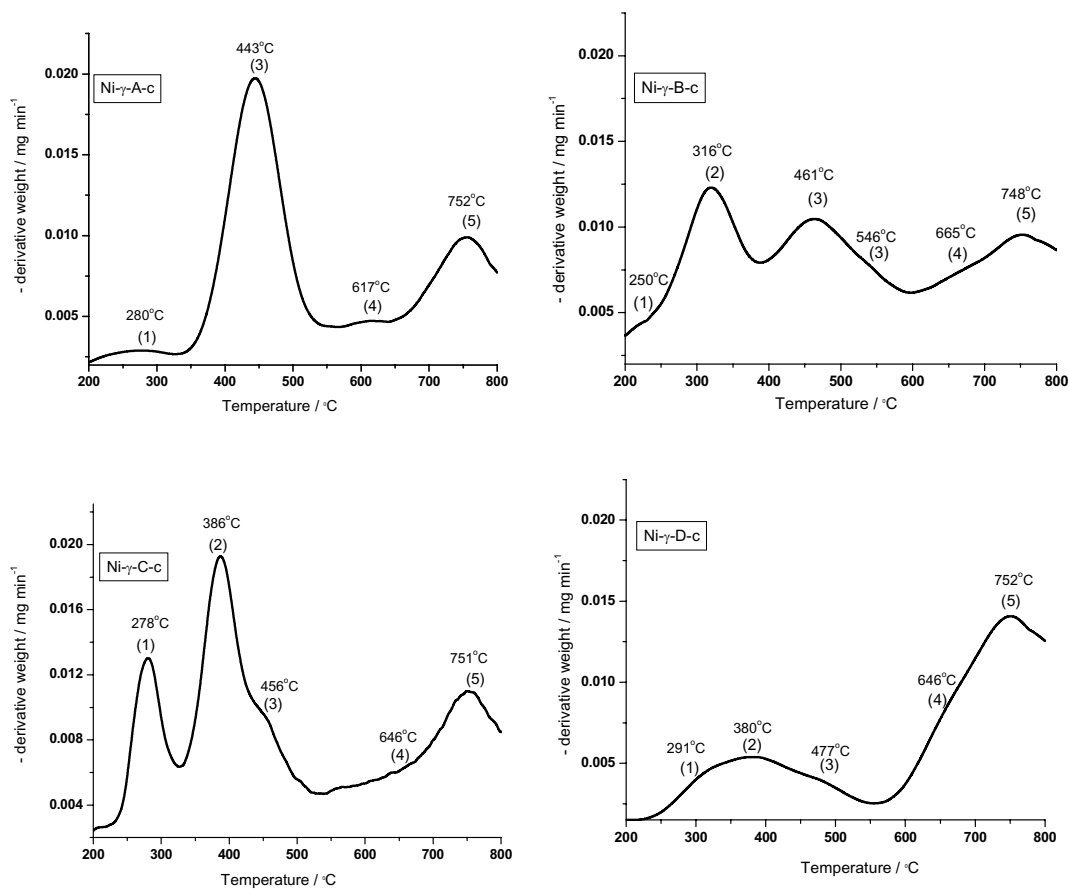 Ni-γ-A-c
- derivative weight / mg min-1
0.020
0.015
0.010
0.005
443°C
(3)
280°C
(1)
617°C
(4)
752°C
(5)
200 300 400 500 600 700 800
Temperature / °C
Ni-γ-B-c
- derivative weight / mg min-1
0.020
0.015
0.010
0.005
250°C
(1)
316°C
(2)
461°C
(3)
546°C
(3)
665°C
(4)
748°C
(5)
200 300 400 500 600 700 800
Temperature / °C
Ni-γ-C-c
- derivative weight / mg min-1
0.020
0.016
0.012
0.008
0.004
278°C
(1)
386°C
(2)
456°C
(3)
646°C
(4)
751°C
(5)
200 300 400 500 600 700 800
Temperature / °C
Ni-γ-D-c
- derivative weight / mg min-1
0.020
0.015
0.010
0.005
291°C
(1)
380°C
(2)
477°C
(3)
646°C
(4)
752°C
(5)
200 300 400 500 600 700 800
Temperature / °C